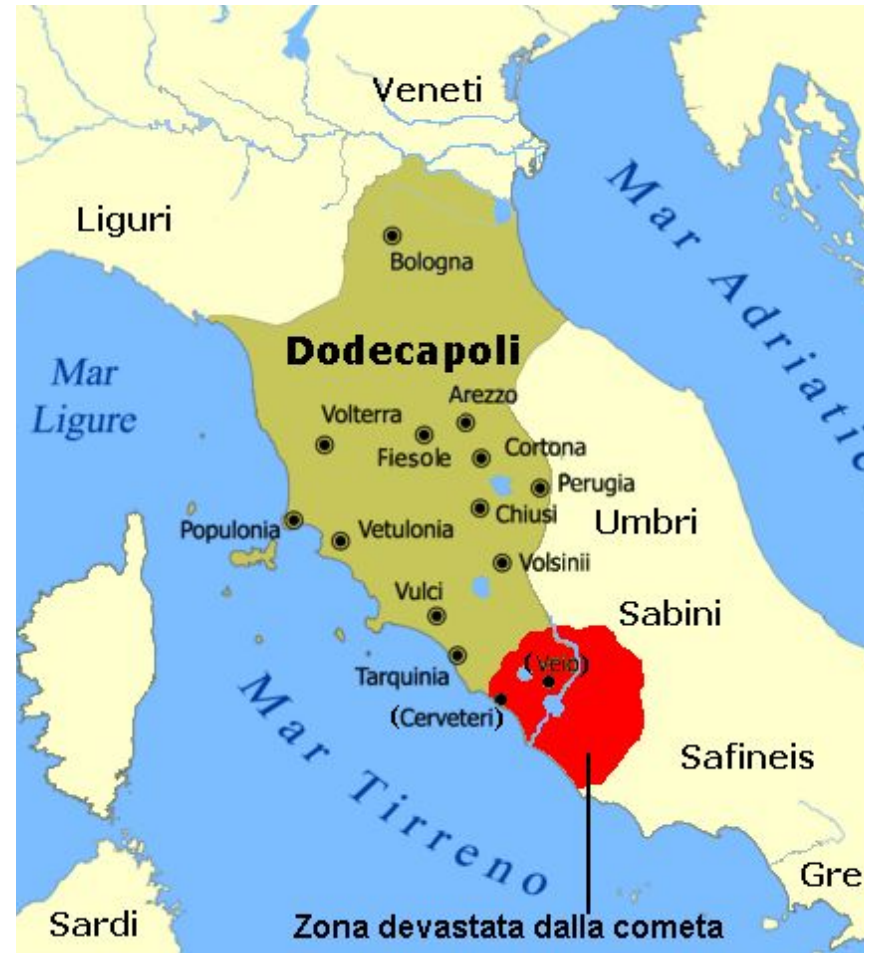 Veneti
Liguri
Bologna
Mar
Adriatic
Dodecapoli
Mar
Ligure
Arezzo
Volterra
Fiesole
Cortona
Perugia
Chiusi
Populonia
Vetulonia
Umbri
Volsinii
Vulci
Sabini
Tarquinia
(Veio)
(Cerveteri)
Mar Tirreno
Safineis
Gre
Sardi
Zona devastata dalla cometa